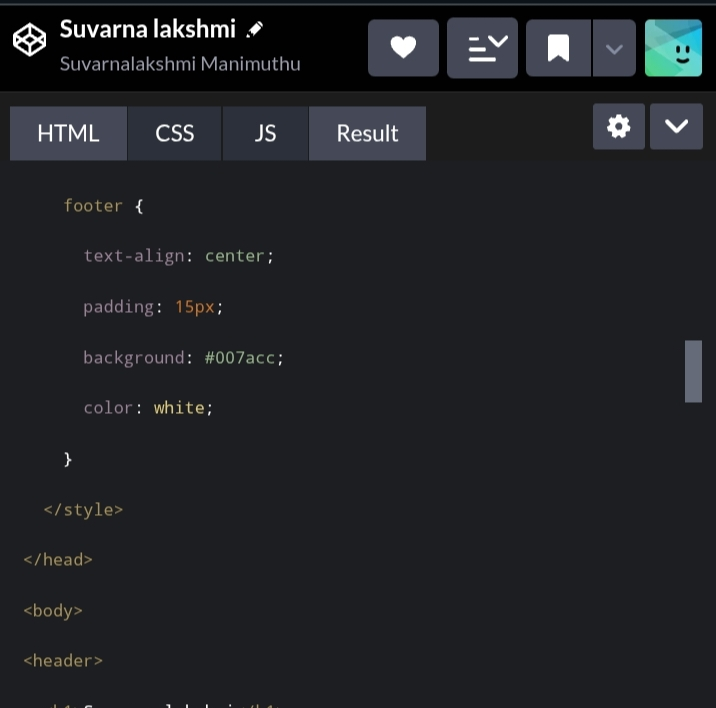 Suvarna lakshmi
Suvarnalakshmi Manimuthu
HTML CSS JS Result
footer {
text-align: center;
padding: 15px;
background: #007acc;
color: white;
}
</style>
</head>
<body>
<header>